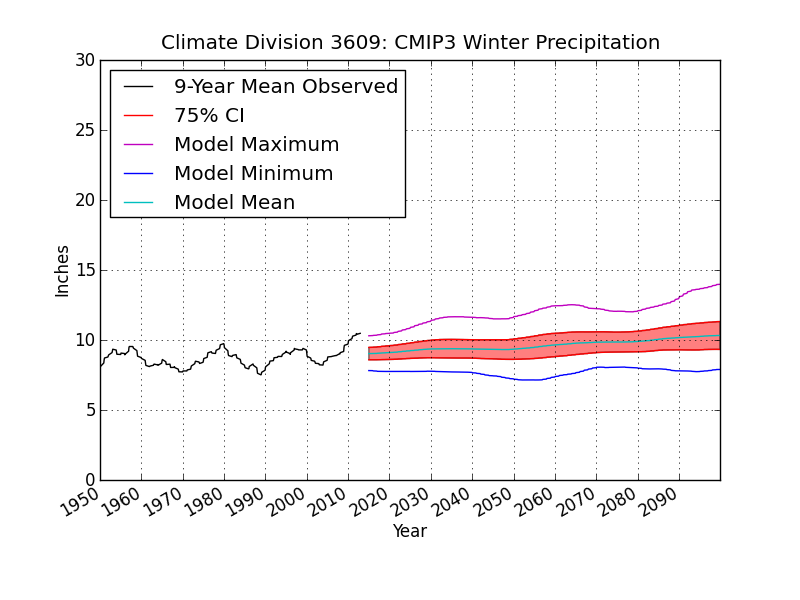 Climate Division 3609: CMIP3 Winter Precipitation
30
25
20
15
10
5
0
Inches
9-Year Mean Observed
75% CI
Model Maximum
Model Minimum
Model Mean
1950 1960 1970 1980 1990 2000 2010 2020 2030 2040 2050 2060 2070 2080 2090
Year